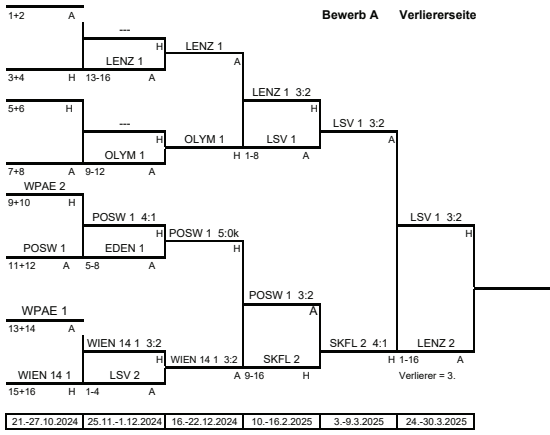 1+2 A Bewerb A Verliererseite
---
H LENZ 1
LENZ 1 A
3+4 H 13-16 A
LENZ 1 3:2
5+6 H H
--- LSV 1 3:2
H OLYM 1 LSV 1 A
OLYM 1 H 1-8 A
7+8 A 9-12 A
WPAE 2
9+10 H
POSW 1 4:1 LSV 1 3:2
H POSW 1 5:0k H
POSW 1 EDEN 1 H
11+12 A 5-8 A
POSW 1 3:2
WPAE 1 A
13+14 A
WIEN 14 1 3:2 SKFL 2 4:1 LENZ 2
H WIEN 14 1 3:2 SKFL 2 H 1-16 A
WIEN 14 1 LSV 2 A 9-16 H Verlierer = 3.
15+16 H 1-4 A
21.-27.10.2024 25.11.-1.12.2024 16.-22.12.2024 10.-16.2.2025 3.-9.3.2025 24.-30.3.2025